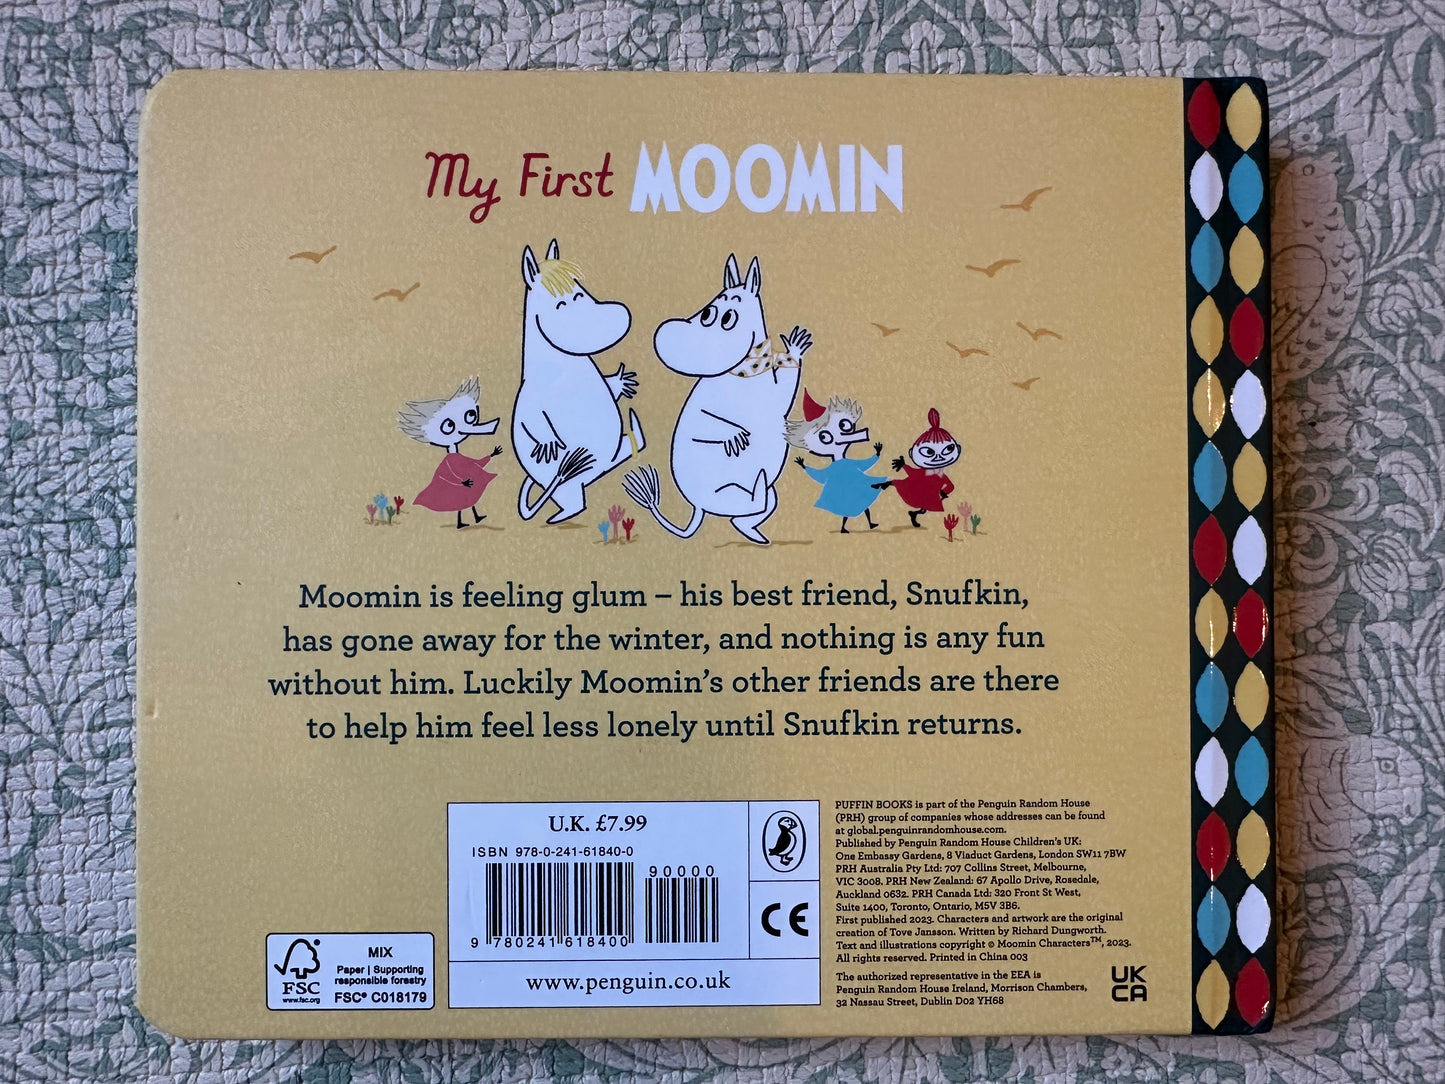 My First MOOMIN
Moomin is feeling glum – his best friend, Snufkin,
has gone away for the winter, and nothing is any fun
without him. Luckily Moomin's other friends are there
to help him feel less lonely until Snufkin returns.
FSC
www.fsc.org
MIX
Paper | Supporting
responsible forestry
FSC® C018179
U.K. £7.99
ISBN 978-0-241-61840-0
90000
9 780241 618400
CE
www.penguin.co.uk
PUFFIN BOOKS is part of the Penguin Random House
(PRH) group of companies whose addresses can be found
at global.penguinrandomhouse.com.
Published by Penguin Random House Children's UK:
One Embassy Gardens, 8 Viaduct Gardens, London SW11 7BW
PRH Australia Pty Ltd: 707 Collins Street, Melbourne,
VIC 3008. PRH New Zealand: 67 Apollo Drive, Rosedale,
Auckland 0632. PRH Canada Ltd: 320 Front St West,
Suite 1400, Toronto, Ontario, M5V 3B6.
First published 2023. Characters and artwork are the original
creation of Tove Jansson. Written by Richard Dungworth.
Text and illustrations copyright © Moomin Characters™, 2023.
All rights reserved. Printed in China 003
The authorized representative in the EEA is
Penguin Random House Ireland, Morrison Chambers,
32 Nassau Street, Dublin D02 YH68
UK
CA